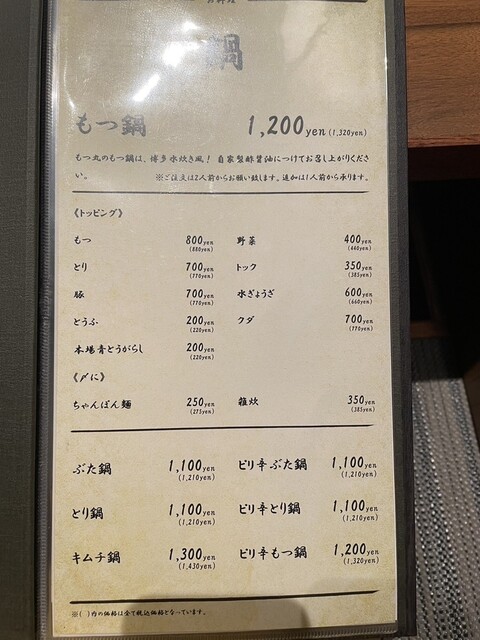 鍋
もつ鍋 1,200yen(1,320yen)
もつ丸のもつ鍋は、博多水炊き風！ 自家製酢醤油につけてお召し上がりくださ
い。 ※ご注文は2人前からお願い致します。追加は1人前から承ります。
《トッピング》
もつ 800yen (880yen) 野菜 400yen (440yen)
とり 700yen (770yen) トック 350yen (385yen)
豚 700yen (770yen) 水ぎょうざ 600yen (660yen)
とうふ 200yen (220yen) クダ 700yen (770yen)
本場青とうがらし 200yen (220yen)
《〆に》
ちゃんぽん麺 250yen (275yen) 雑炊 350yen (385yen)
ぶた鍋 1,100yen (1,210yen) ピリ辛ぶた鍋 1,100yen (1,210yen)
とり鍋 1,100yen (1,210yen) ピリ辛とり鍋 1,100yen (1,210yen)
キムチ鍋 1,300yen (1,430yen) ピリ辛もつ鍋 1,200yen (1,320yen)
※( )内の価格は全て税込価格となっています。